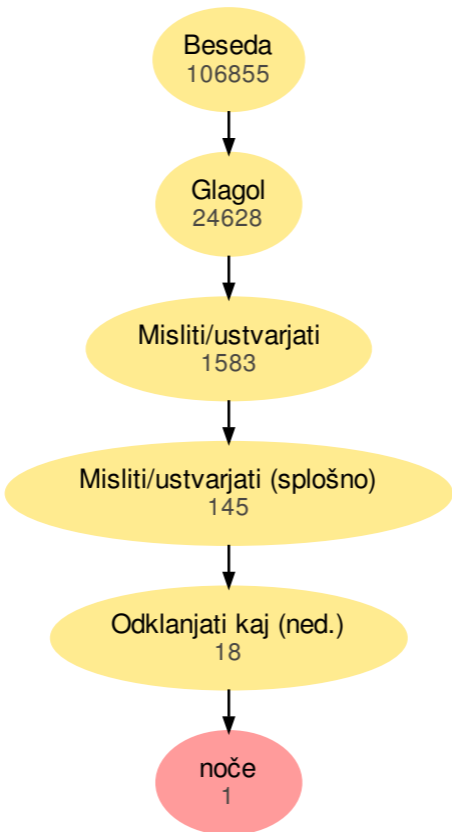 Beseda
106855
Glagol
24628
Misliti/ustvarjati
1583
Misliti/ustvarjati (splošno)
145
Odklanjati kaj (ned.)
18
noče
1